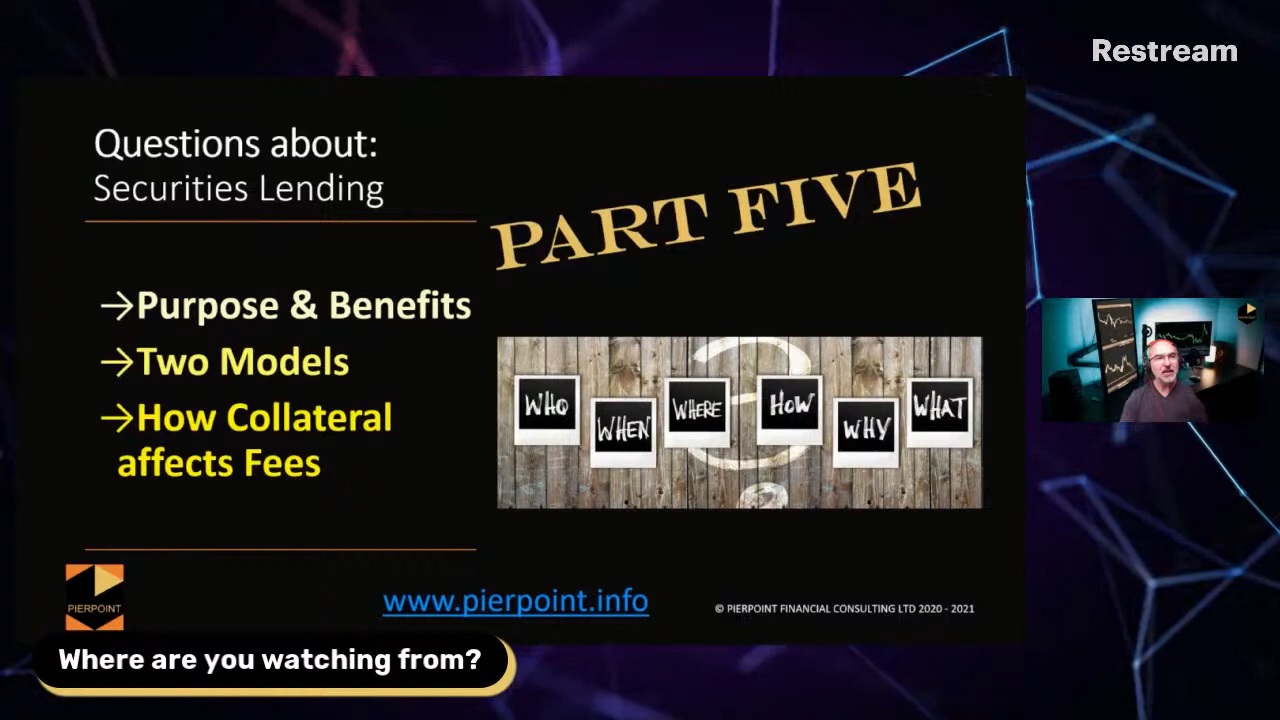 Restream
Questions about:
Securities Lending
PART FIVE
→Purpose & Benefits
→Two Models
→How Collateral
affects Fees
WHO
WHEN
WHERE
HOW
WHY
WHAT
PIERPOINT
www.pierpoint.info
© PIERPOINT FINANCIAL CONSULTING LTD 2020 - 2021
Where are you watching from?